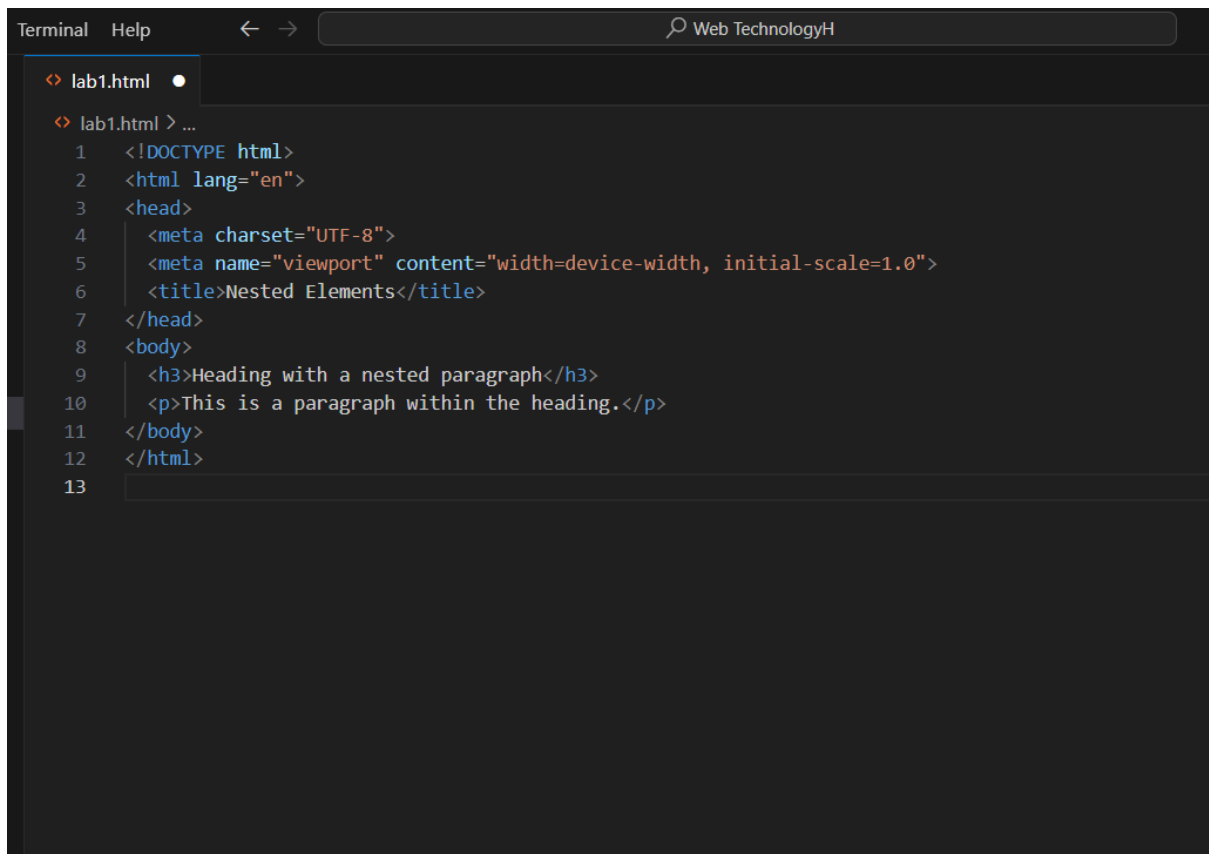 Terminal Help ← → Web TechnologyH
<> lab1.html ●
<> lab1.html > ...
1 <!DOCTYPE html>
2 <html lang="en">
3 <head>
4 <meta charset="UTF-8">
5 <meta name="viewport" content="width=device-width, initial-scale=1.0">
6 <title>Nested Elements</title>
7 </head>
8 <body>
9 <h3>Heading with a nested paragraph</h3>
10 <p>This is a paragraph within the heading.</p>
11 </body>
12 </html>
13